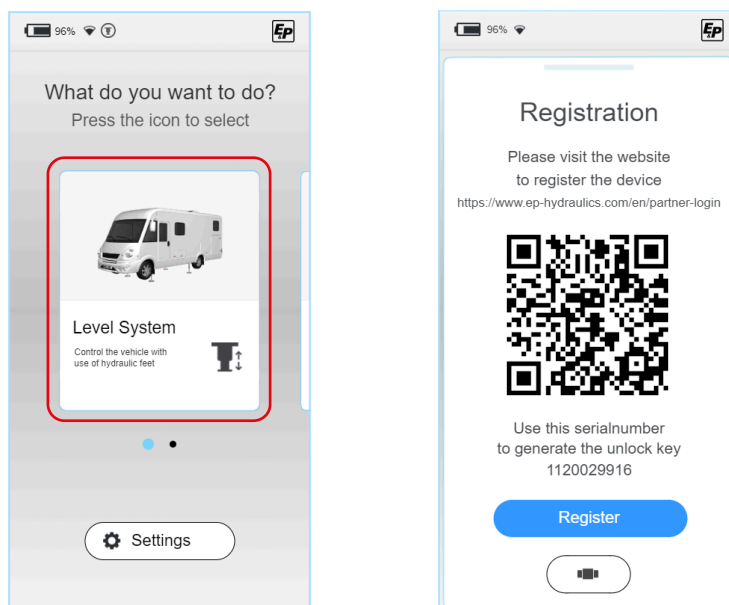 96%
EP
What do you want to do?
Press the icon to select
Level System
Control the vehicle with
use of hydraulic feet
Settings
96%
EP
Registration
Please visit the website
to register the device
https://www.ep-hydraulics.com/en/partner-login
Use this serialnumber
to generate the unlock key
1120029916
Register